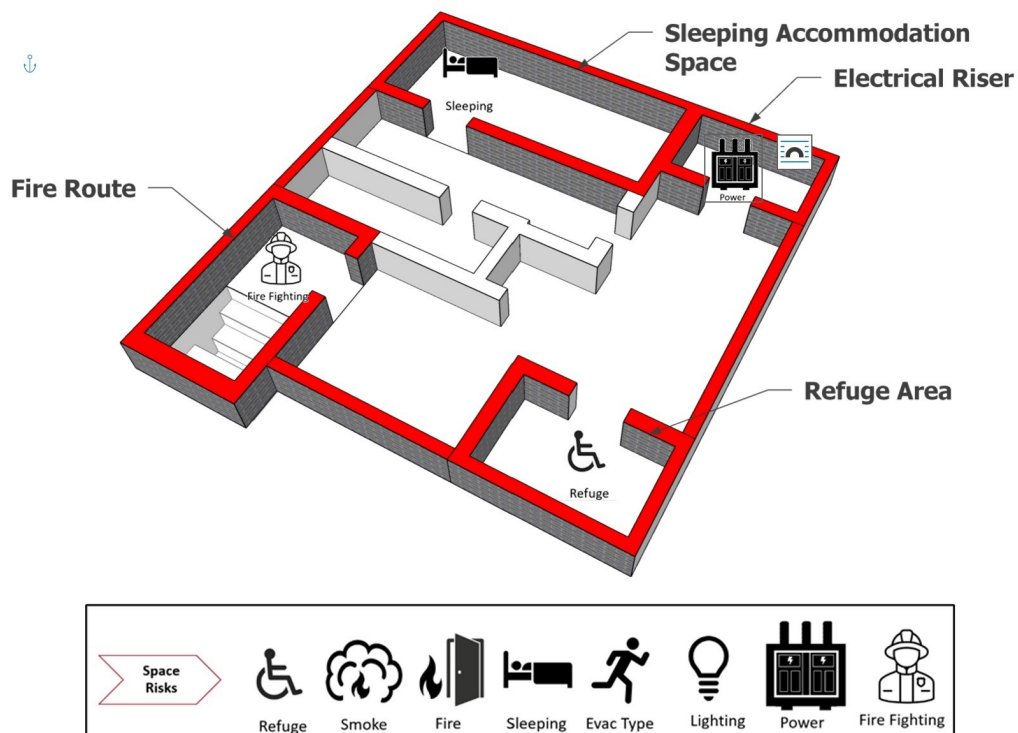 Sleeping Accommodation
Space
Electrical Riser
Sleeping
Power
Fire Route
Fire Fighting
Refuge Area
Refuge
Space
Risks
Refuge
Smoke
Fire
Sleeping
Evac Type
Lighting
Power
Fire Fighting